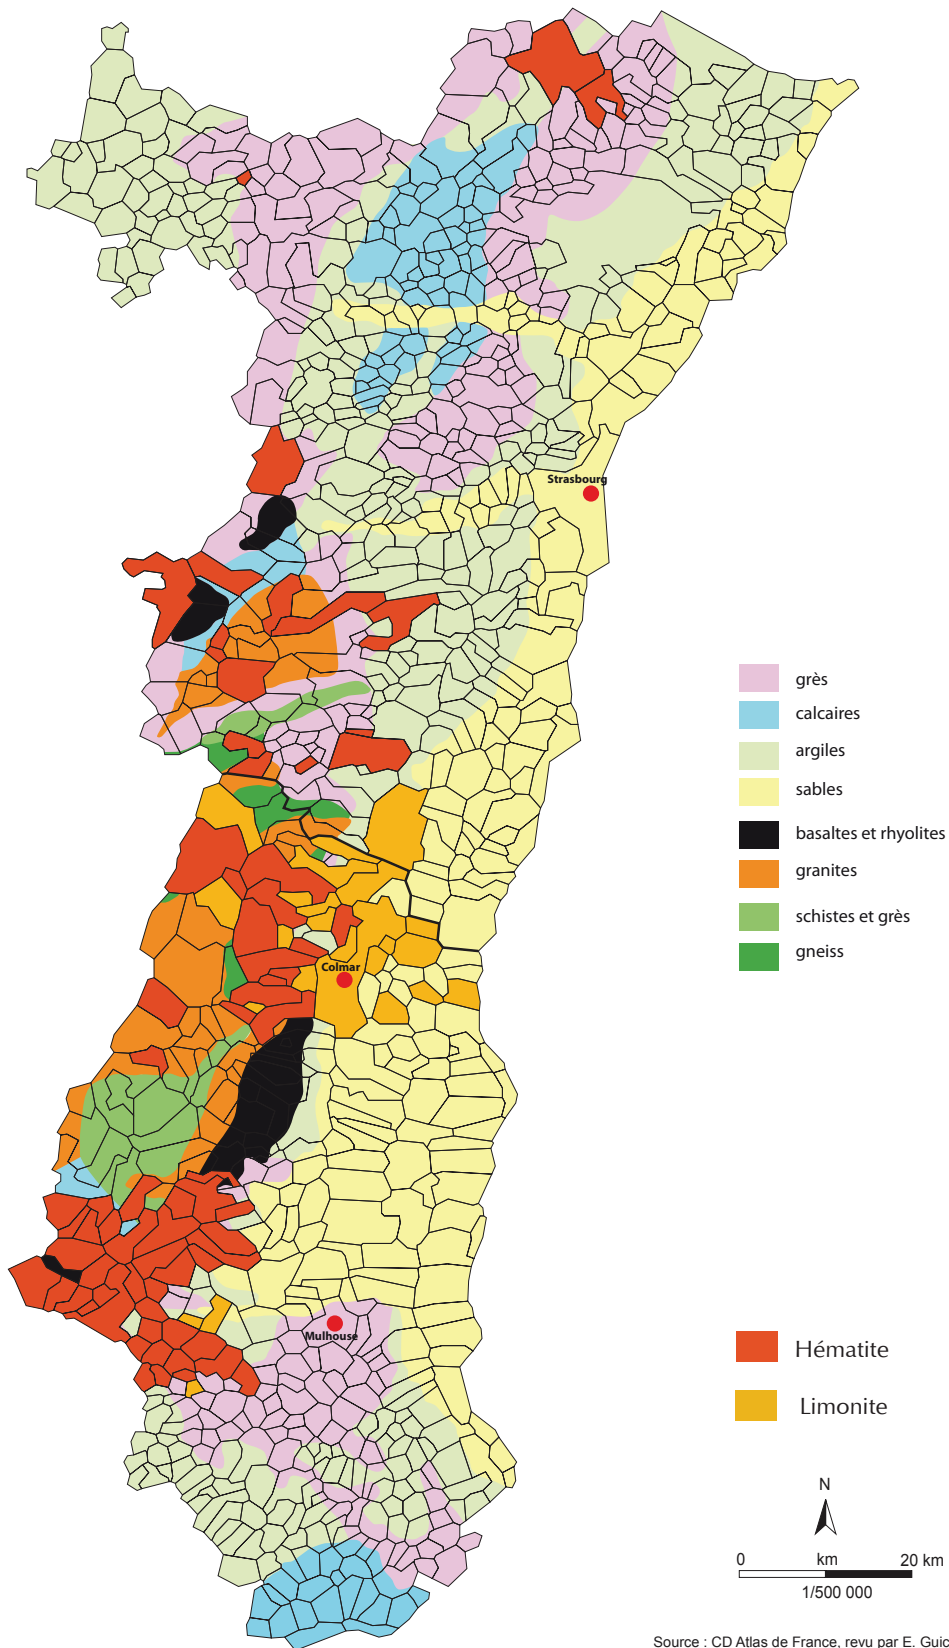 Strasbourg
grès
calcaires
argiles
sables
basaltes et rhyolites
granites
schistes et grès
gneiss
Colmar
Mulhouse
Hématite
Limonite
N
0 km 20 km
1/500 000
Source : CD Atlas de France, revu par E. Guic